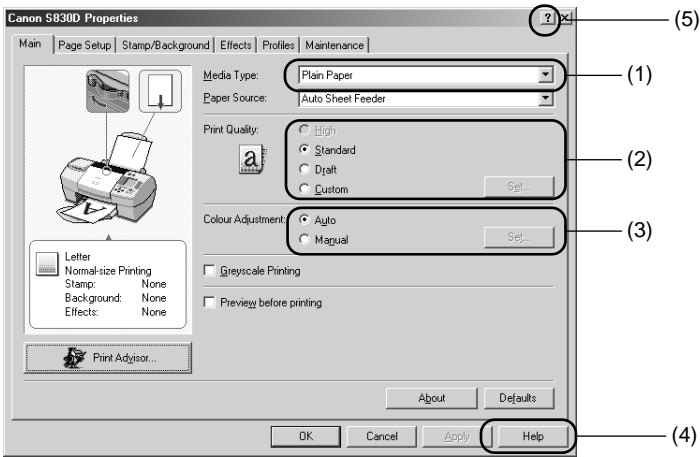 Canon S830D Properties
?
(5)
Main Page Setup Stamp/Background Effects Profiles Maintenance
Media Type: Plain Paper
(1)
Paper Source: Auto Sheet Feeder
Print Quality: High
a
Standard
Draft
(2)
Custom Set...
Colour Adjustment: Auto
(3)
Manual Set...
A
Letter
Normal-size Printing
Stamp: None
Background: None
Effects: None
Greyscale Printing
Preview before printing
Print Advisor...
About Defaults
OK Cancel Apply Help
(4)